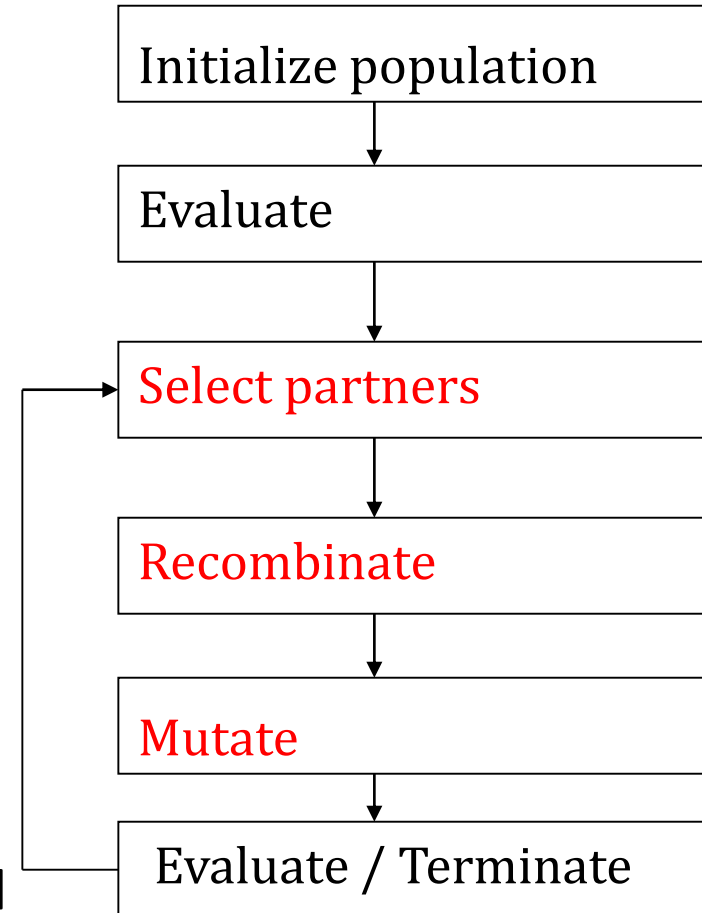 Initialize population
Evaluate
Select partners
Recombinate
Mutate
Evaluate / Terminate